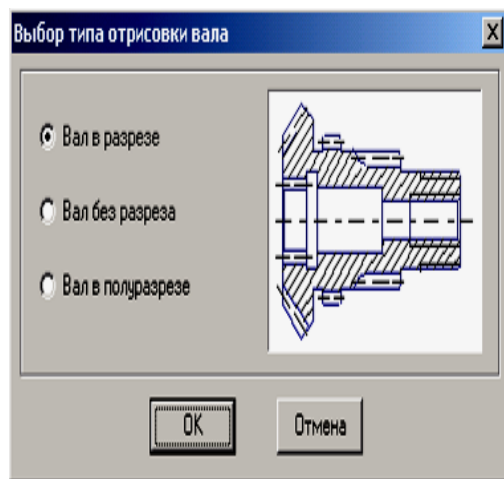 Выбор типа отрисовки вала
Вал в разрезе
Вал без разреза
Вал в полуразрезе
OK
Отмена